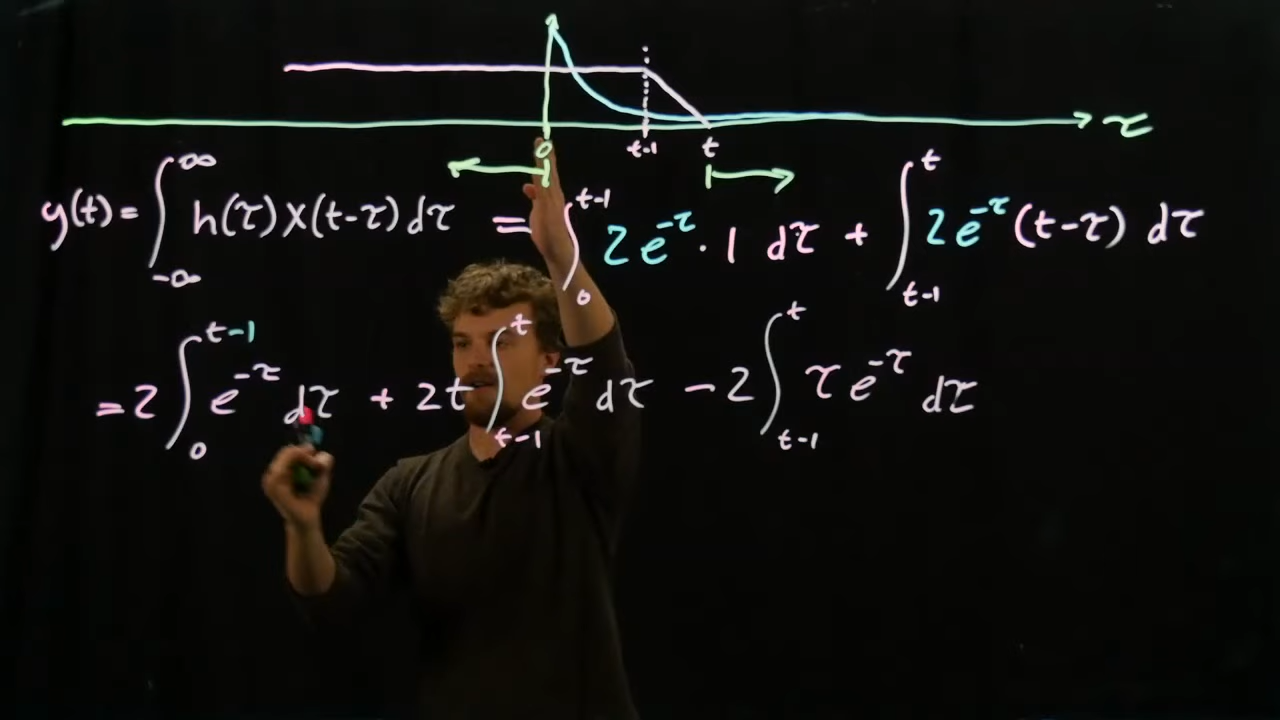 τ
0 t-1 t
y(t) = ∫_{-∞}^{∞} h(τ) x(t-τ) dτ = ∫_{0}^{t-1} 2e^{-τ} · 1 dτ + ∫_{t-1}^{t} 2e^{-τ} (t-τ) dτ
= 2 ∫_{0}^{t-1} e^{-τ} dτ + 2t ∫_{t-1}^{t} e^{-τ} dτ - 2 ∫_{t-1}^{t} τ e^{-τ} dτ